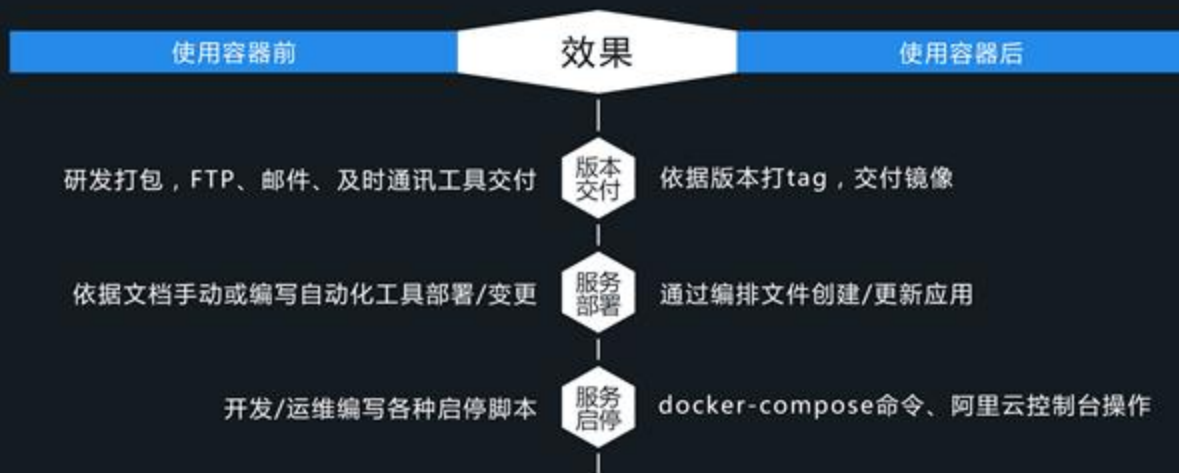 使用容器前
效果
使用容器后
研发打包，FTP、邮件、及时通讯工具交付
版本
交付
依据版本打tag，交付镜像
依据文档手动或编写自动化工具部署/变更
服务
部署
通过编排文件创建/更新应用
开发/运维编写各种启停脚本
服务
启停
docker-compose命令、阿里云控制台操作